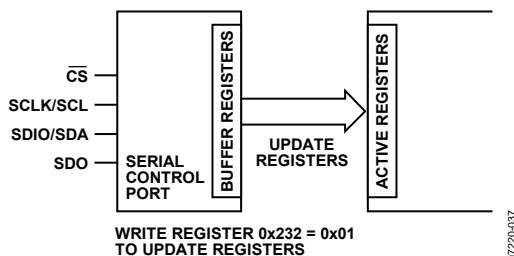 CS
SCLK/SCL
SDIO/SDA
SDO
SERIAL
CONTROL
PORT
BUFFER REGISTERS
UPDATE
REGISTERS
ACTIVE REGISTERS
WRITE REGISTER 0x232 = 0x01
TO UPDATE REGISTERS